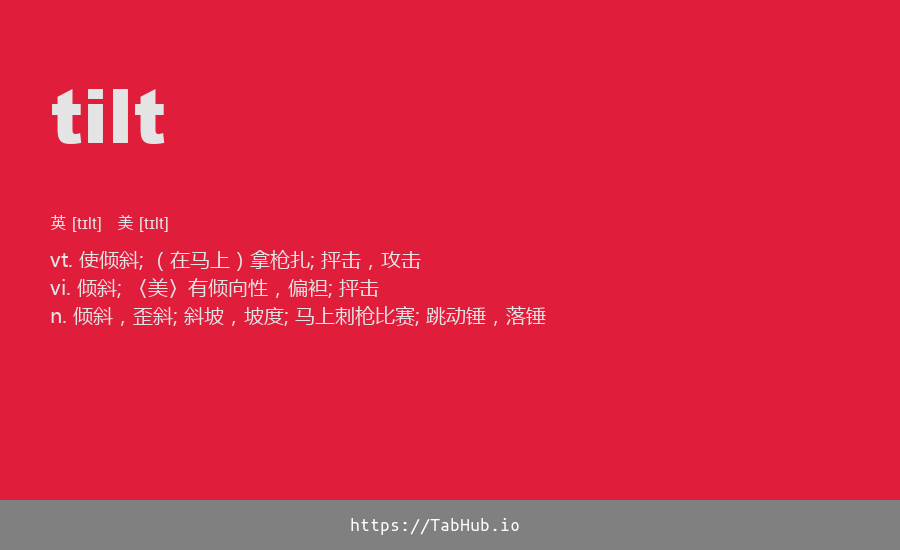 tilt
英 [tɪlt] 美 [tɪlt]
vt. 使倾斜; （在马上）拿枪扎; 抨击，攻击
vi. 倾斜; 〈美〉有倾向性，偏袒; 抨击
n. 倾斜，歪斜; 斜坡，坡度; 马上刺枪比赛; 跳动锤，落锤
https://TabHub.io